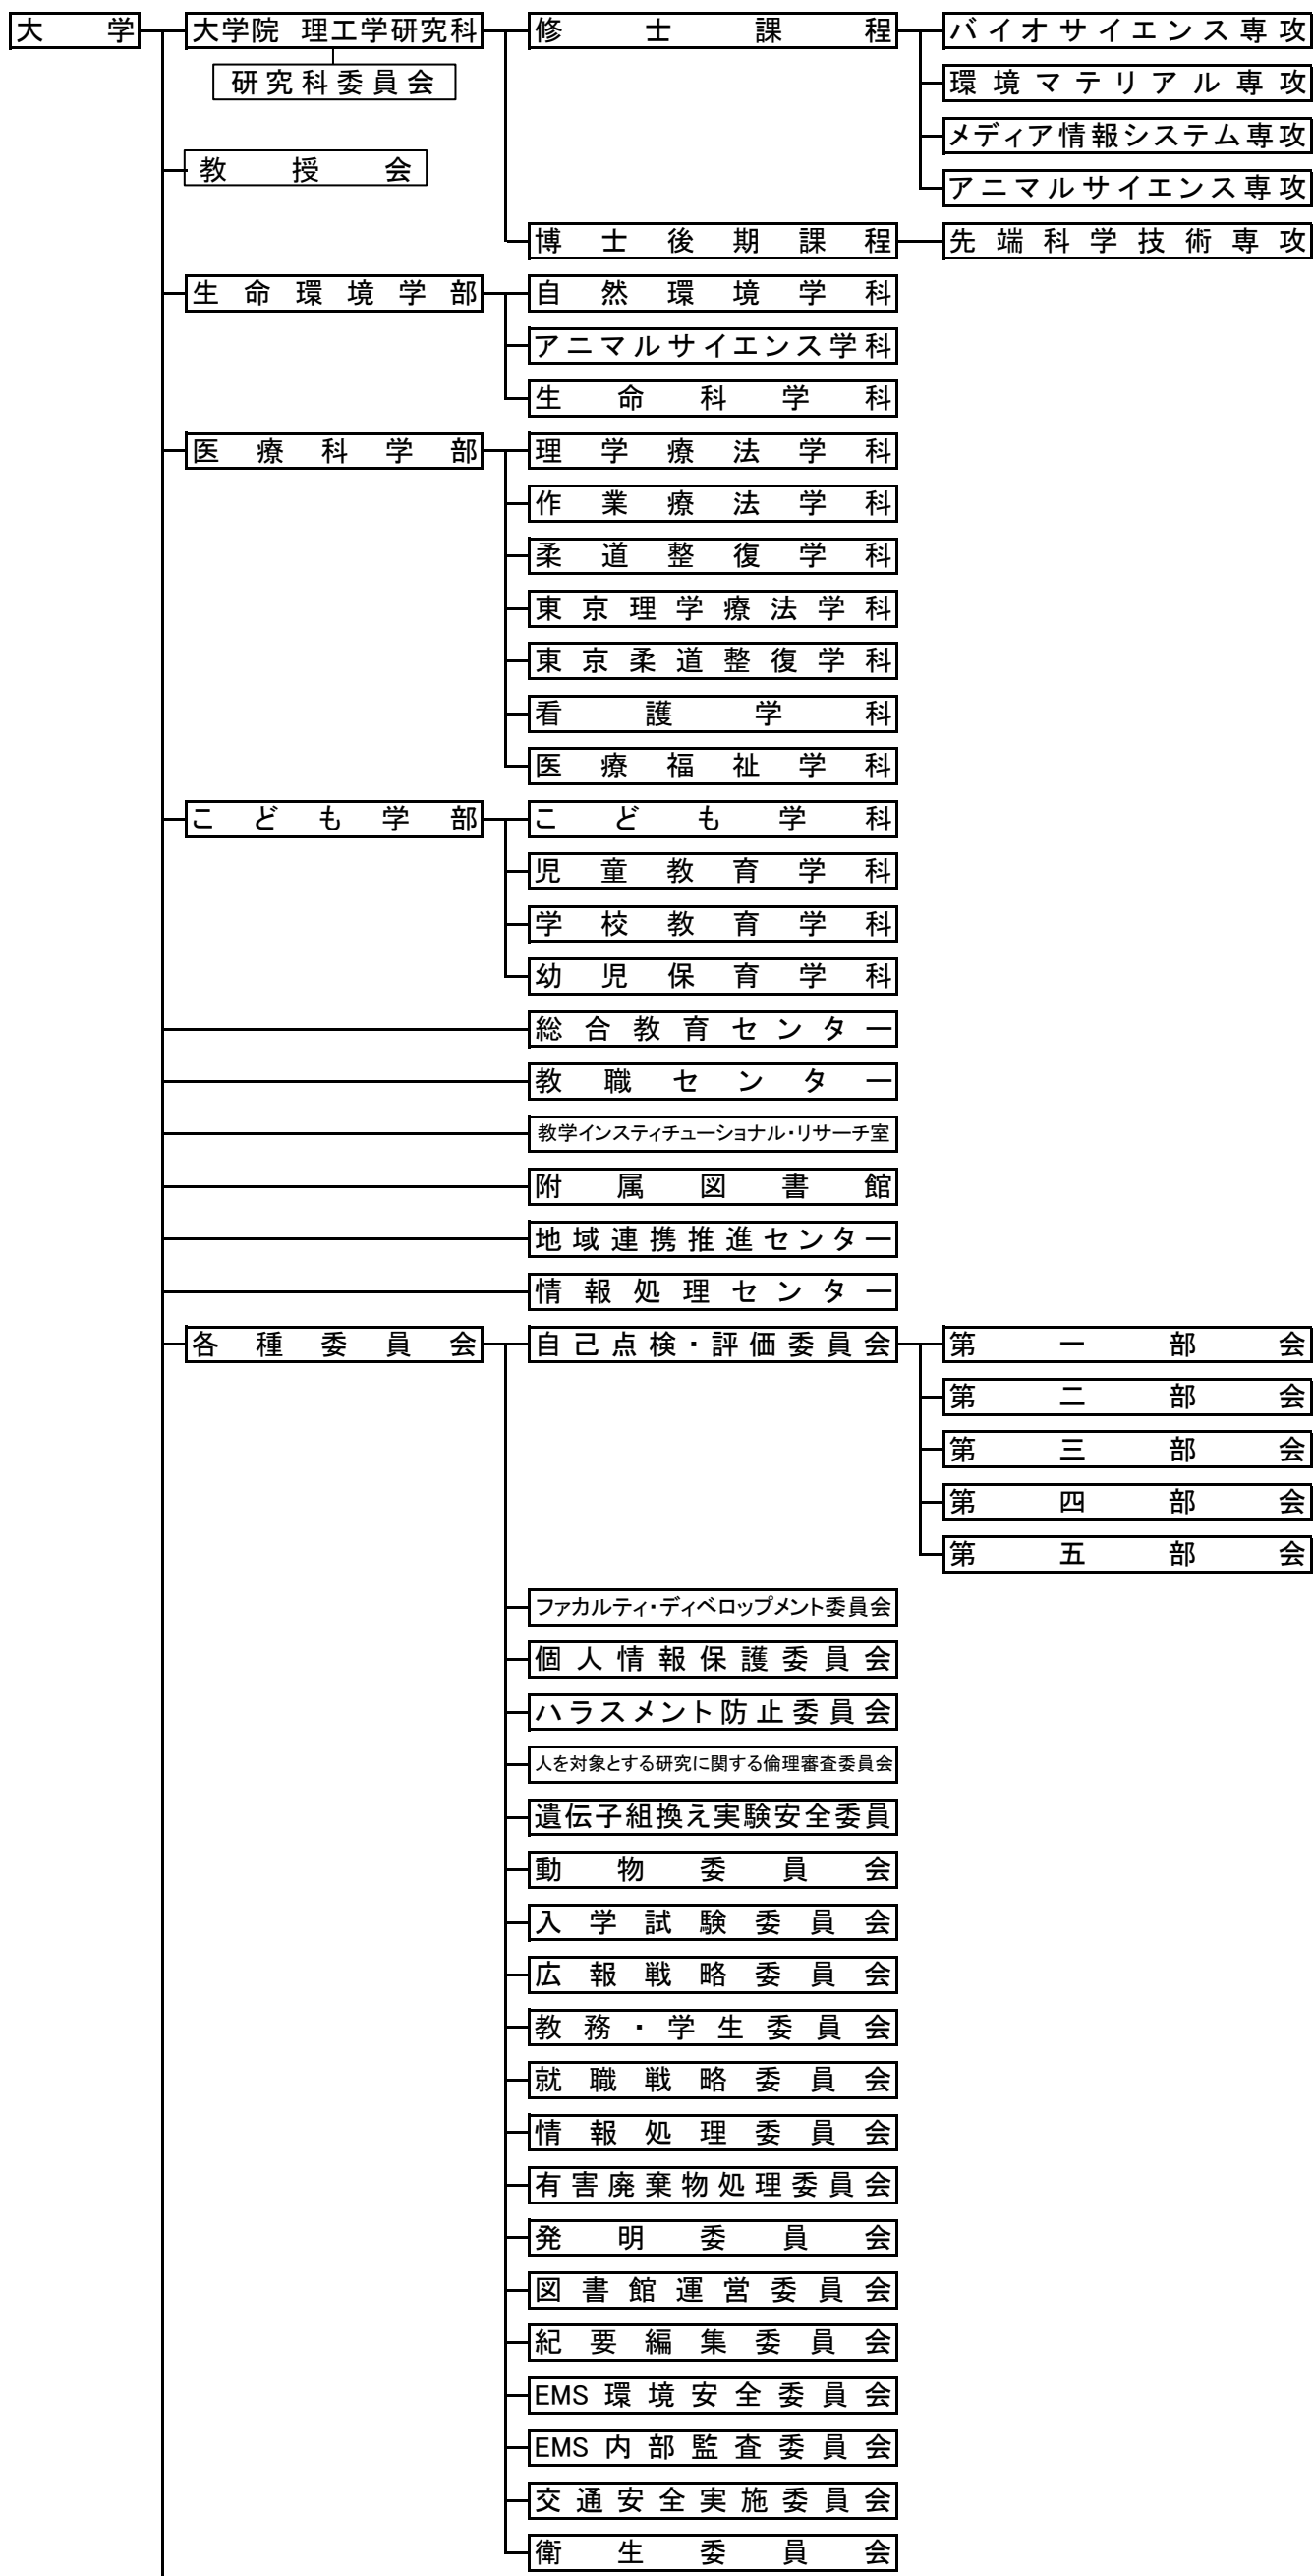 大学 大学院 理工学研究科 修士課程 バイオサイエンス専攻
研究科委員会 環境マテリアル専攻
メディア情報システム専攻
教授会 アニマルサイエンス専攻
博士後期課程 先端科学技術専攻
生命環境学部 自然環境学科
アニマルサイエンス学科
生命科学科
医療科学部 理学療法学科
作業療法学科
柔道整復学科
東京理学療法学科
東京柔道整復学科
看護学科
医療福祉学科
こども学部 こども学科
児童教育学科
学校教育学科
幼児保育学科
総合教育センター
教職センター
教学インスティチューショナル・リサーチ室
附属図書館
地域連携推進センター
情報処理センター
各種委員会 自己点検・評価委員会 第一部会
第二部会
第三部会
第四部会
第五部会
ファカルティ・ディベロップメント委員会
個人情報保護委員会
ハラスメント防止委員会
人を対象とする研究に関する倫理審査委員会
遺伝子組換え実験安全委員
動物委員会
入学試験委員会
広報戦略委員会
教務・学生委員会
就職戦略委員会
情報処理委員会
有害廃棄物処理委員会
発明委員会
図書館運営委員会
紀要編集委員会
EMS環境安全委員会
EMS内部監査委員会
交通安全実施委員会
衛生委員会